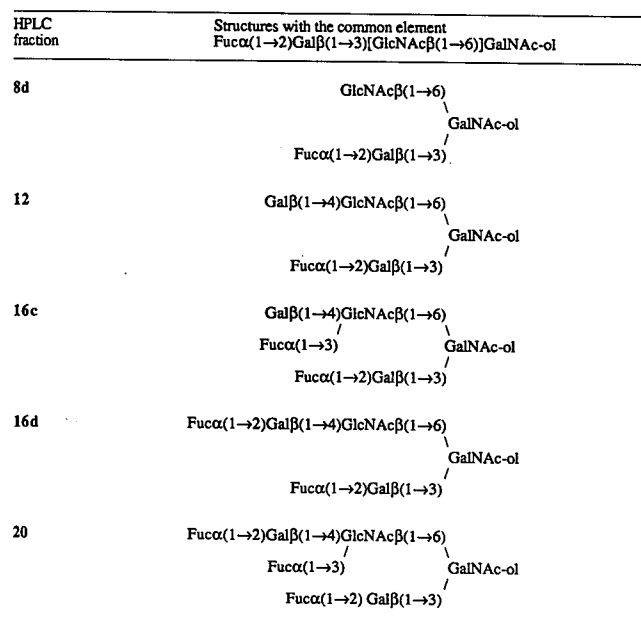 HPLC fraction
Structures with the common element
Fucα(1→2)Galβ(1→3)[GlcNAcβ(1→6)]GalNAc-ol
8d
GlcNAcβ(1→6)
\
GalNAc-ol
/
Fucα(1→2)Galβ(1→3)
12
Galβ(1→4)GlcNAcβ(1→6)
\
GalNAc-ol
/
Fucα(1→2)Galβ(1→3)
16c
Galβ(1→4)GlcNAcβ(1→6)
/ \
Fucα(1→3) GalNAc-ol
/
Fucα(1→2)Galβ(1→3)
16d
Fucα(1→2)Galβ(1→4)GlcNAcβ(1→6)
\
GalNAc-ol
/
Fucα(1→2)Galβ(1→3)
20
Fucα(1→2)Galβ(1→4)GlcNAcβ(1→6)
/ \
Fucα(1→3) GalNAc-ol
/
Fucα(1→2) Galβ(1→3)